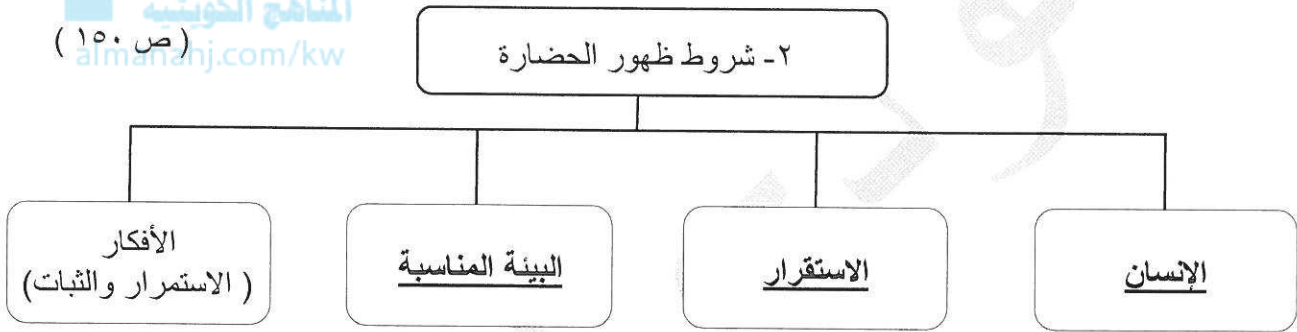 المناهج الكويتية
almanahj.com/kw
( ص ١٥٠ )
٢- شروط ظهور الحضارة
الإنسان
الاستقرار
البيئة المناسبة
الأفكار
( الاستمرار والثبات)